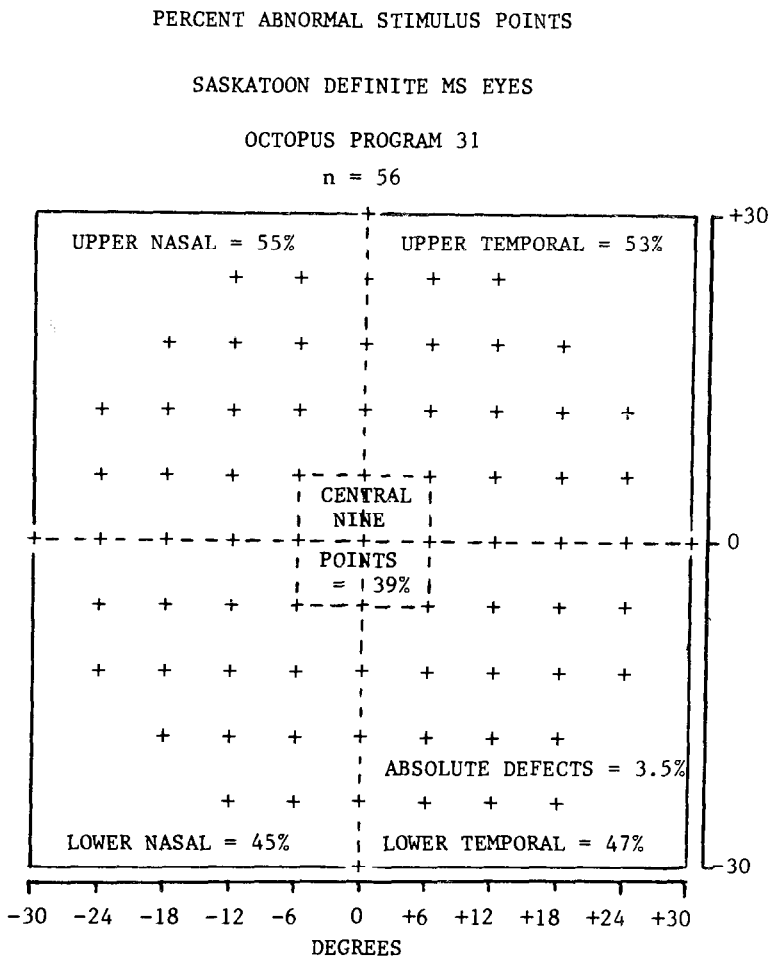 PERCENT ABNORMAL STIMULUS POINTS
SASKATOON DEFINITE MS EYES
OCTOPUS PROGRAM 31
n = 56
+30
UPPER NASAL = 55% UPPER TEMPORAL = 53%
CENTRAL
NINE
0
POINTS
= 39%
ABSOLUTE DEFECTS = 3.5%
LOWER NASAL = 45% LOWER TEMPORAL = 47%
-30
-30 -24 -18 -12 -6 0 +6 +12 +18 +24 +30
DEGREES